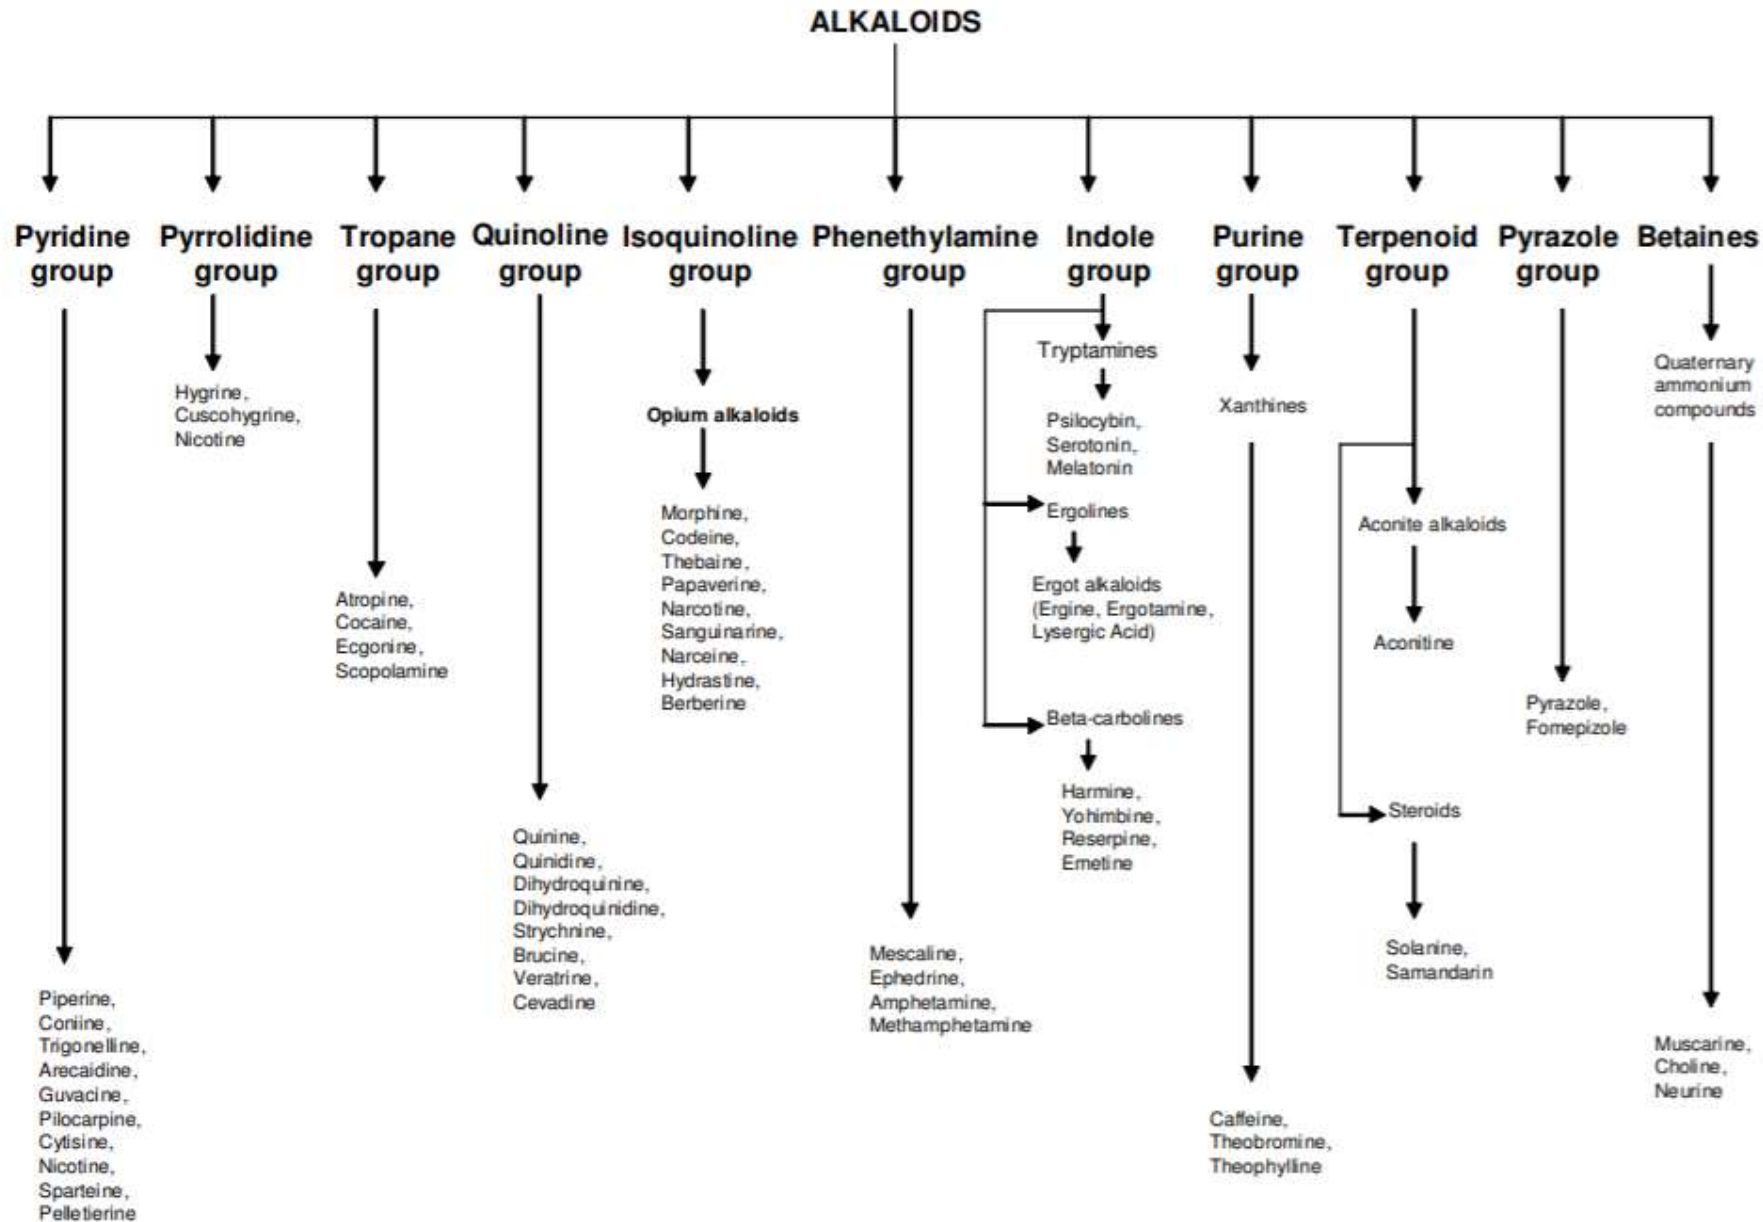 ALKALOIDS
Pyridine
group
Pyrrolidine
group
Tropane
group
Quinoline
group
Isoquinoline
group
Phenethylamine
group
Indole
group
Purine
group
Terpenoid
group
Pyrazole
group
Betaines
Piperine,
Coniine,
Trigonelline,
Arecaidine,
Guvacine,
Pilocarpine,
Cytisine,
Nicotine,
Sparteine,
Pelletierine
Hygrine,
Cuscohygrine,
Nicotine
Atropine,
Cocaine,
Ecgonine,
Scopolamine
Quinine,
Quinidine,
Dihydroquinine,
Dihydroquinidine,
Strychnine,
Brucine,
Veratrine,
Cevadine
Opium alkaloids
Morphine,
Codeine,
Thebaine,
Papaverine,
Narcotine,
Sanguinarine,
Narceine,
Hydrastine,
Berberine
Mescaline,
Ephedrine,
Amphetamine,
Methamphetamine
Tryptamines
Psilocybin,
Serotonin,
Melatonin
Ergolines
Ergot alkaloids
(Ergine, Ergotamine,
Lysergic Acid)
Beta-carbolines
Harmine,
Yohimbine,
Reserpine,
Emetine
Xanthines
Caffeine,
Theobromine,
Theophylline
Aconite alkaloids
Aconitine
Steroids
Solanine,
Samandarin
Pyrazole,
Fomepizole
Quaternary
ammonium
compounds
Muscarine,
Choline,
Neurine